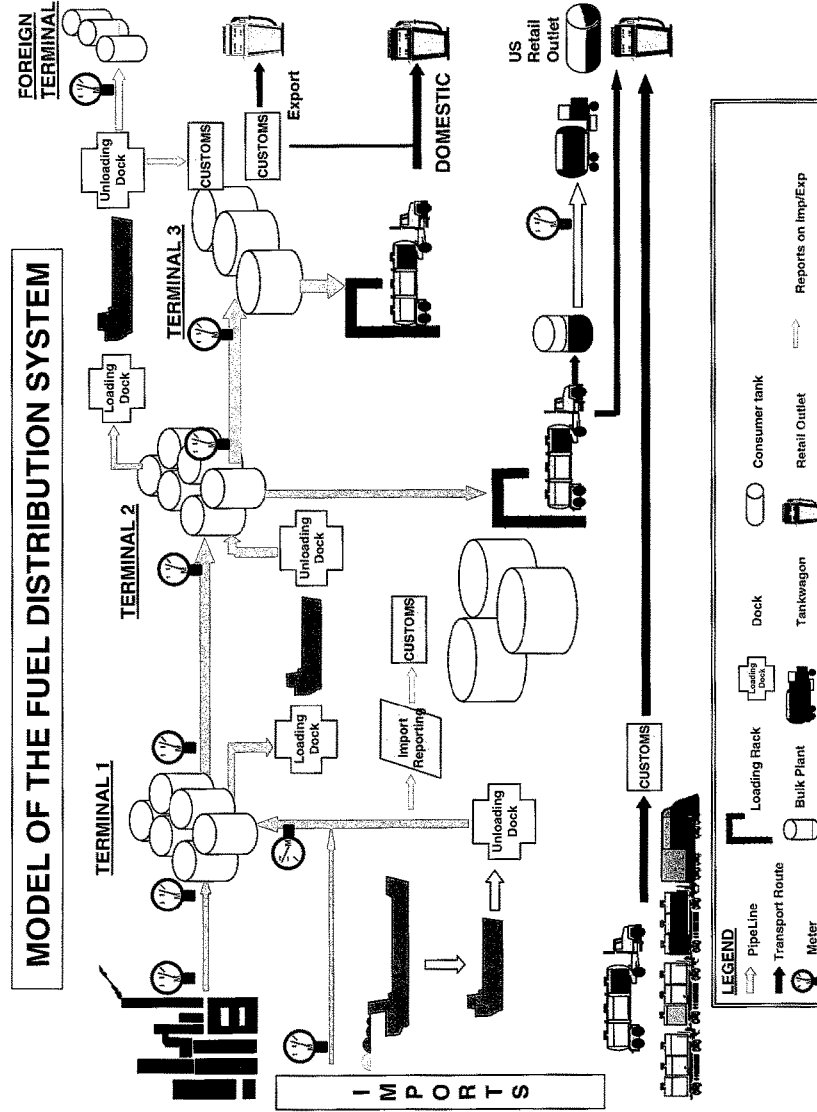 MODEL OF THE FUEL DISTRIBUTION SYSTEM
FOREIGN
TERMINAL
Unloading
Dock
CUSTOMS
Loading
Dock
TERMINAL 3
CUSTOMS
Export
DOMESTIC
TERMINAL 2
Unloading
Dock
TERMINAL 1
Loading
Dock
Import
Reporting
CUSTOMS
Unloading
Dock
IMPORTS
US
Retail
Outlet
CUSTOMS
LEGEND
PipeLine
Transport Route
Meter
Loading Rack
Bulk Plant
Loading
Dock
Dock
Tankwagon
Consumer tank
Retail Outlet
Reports on Imp/Exp